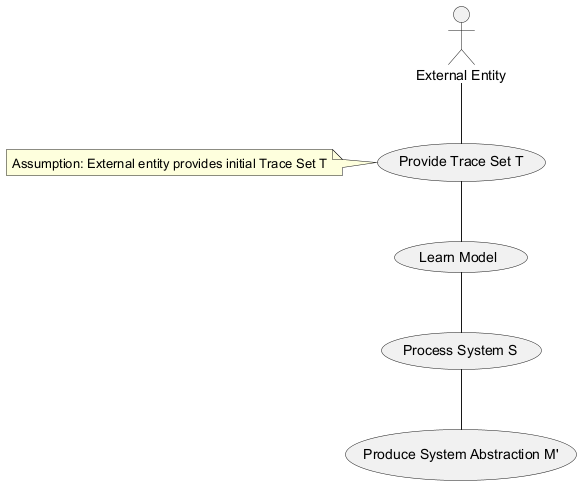 External Entity
Assumption: External entity provides initial Trace Set T
Provide Trace Set T
Learn Model
Process System S
Produce System Abstraction M'